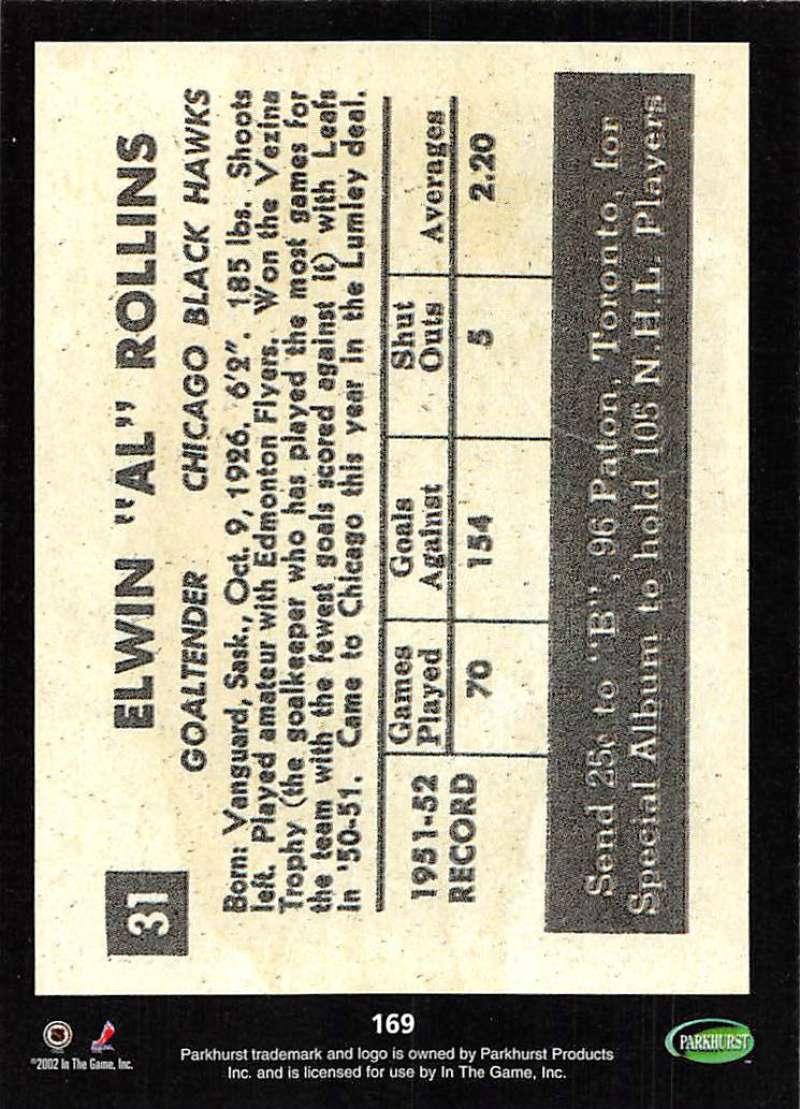 31
ELWIN "AL" ROLLINS
GOALTENDER CHICAGO BLACK HAWKS
Born: Vanguard, Sask., Oct. 9, 1926. 6'2". 185 lbs. Shoots
left. Played amateur with Edmonton Flyers. Won the Vezina
Trophy (the goalkeeper who has played the most games for
the team with the fewest goals scored against it) with Leafs
in '50-51. Came to Chicago this year in the Lumley deal.
1951-52 RECORD
Games Played
Goals Against
Shut Outs
Averages
70 154 5 2.20
Send 25¢ to "B", 96 Paton, Toronto, for
Special Album to hold 105 N.H.L. Players
169
©2002 In The Game, Inc.
Parkhurst trademark and logo is owned by Parkhurst Products
Inc. and is licensed for use by In The Game, Inc.
PARKHURST